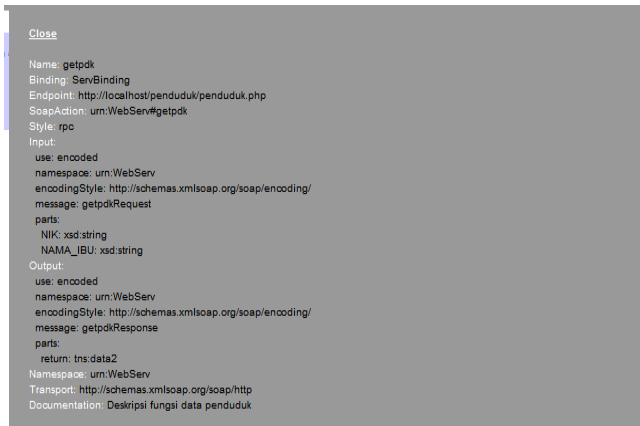 Close
Name: getpdk
Binding: ServBinding
Endpoint: http://localhost/penduduk/penduduk.php
SoapAction: urn:WebServ#getpdk
Style: rpc
Input:
use: encoded
namespace: urn:WebServ
encodingStyle: http://schemas.xmlsoap.org/soap/encoding/
message: getpdkRequest
parts:
NIK: xsd:string
NAMA_IBU: xsd:string
Output:
use: encoded
namespace: urn:WebServ
encodingStyle: http://schemas.xmlsoap.org/soap/encoding/
message: getpdkResponse
parts:
return: tns:data2
Namespace: urn:WebServ
Transport: http://schemas.xmlsoap.org/soap/http
Documentation: Deskripsi fungsi data penduduk